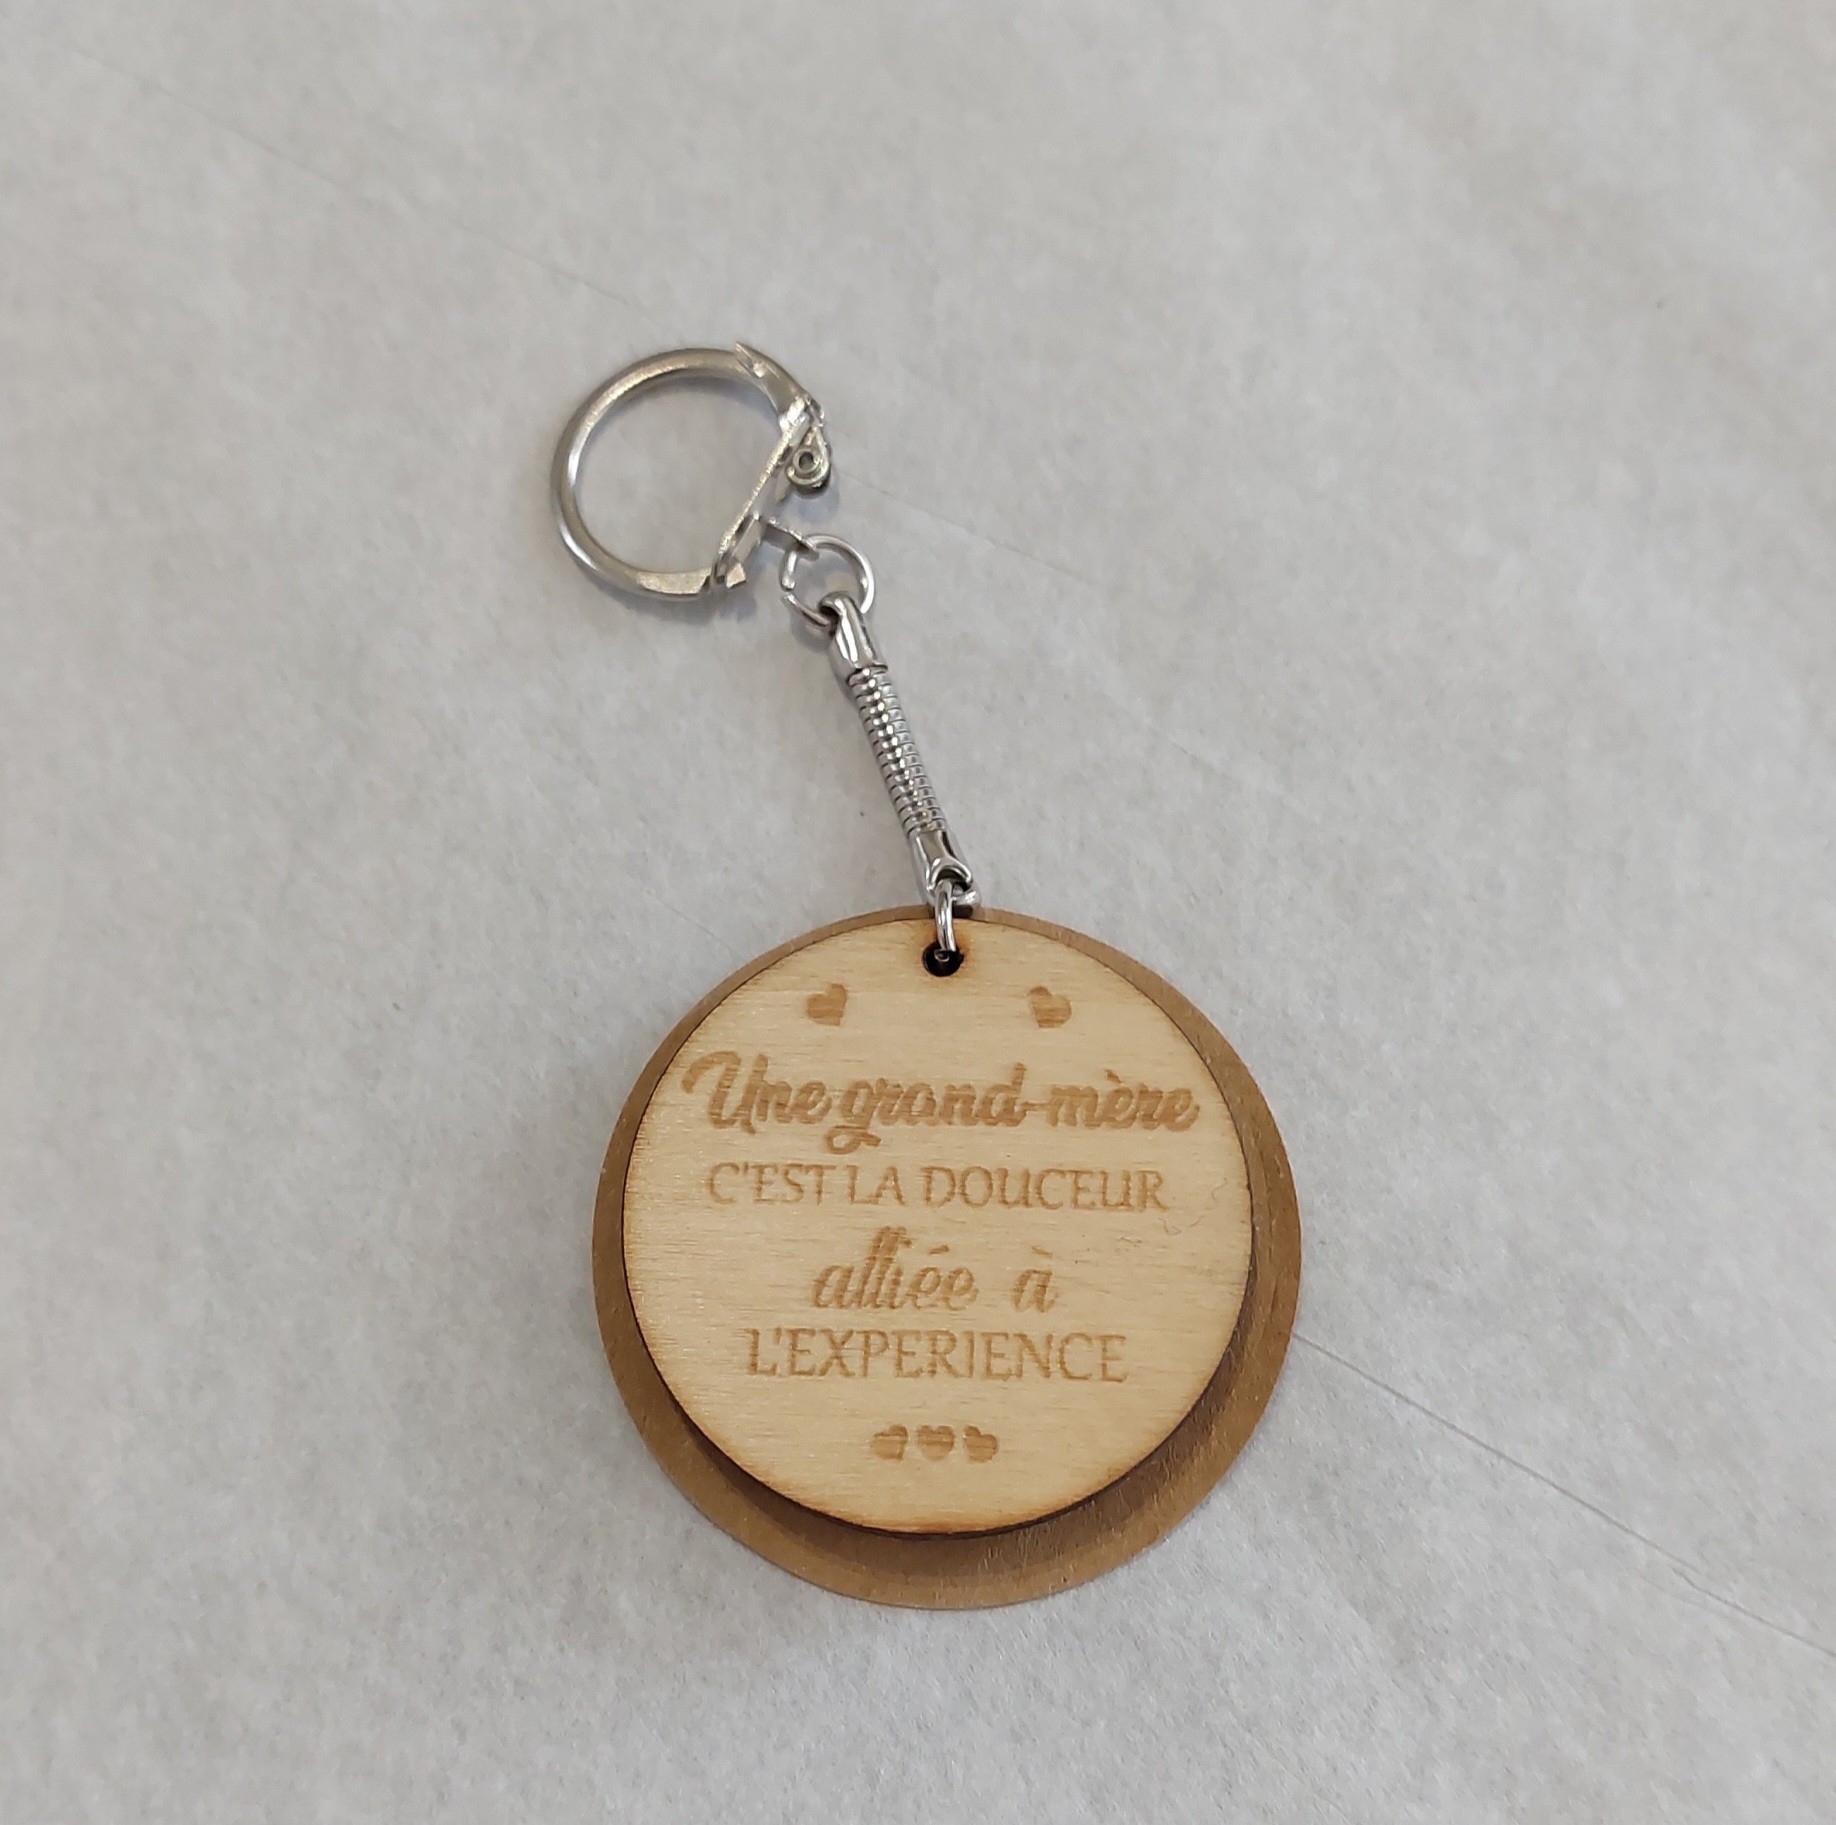 Une grand-mère
C'EST LA DOUCEUR
alliée à
L'EXPERIENCE